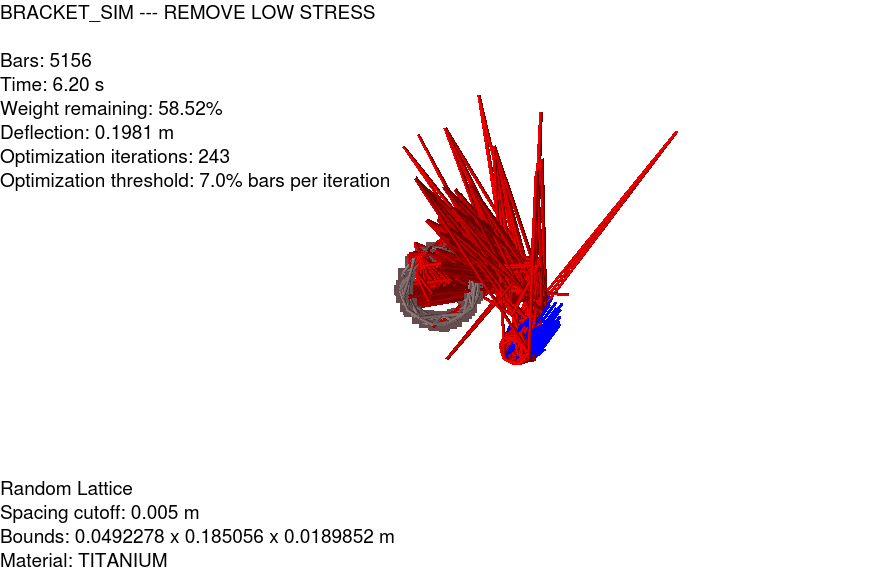 BRACKET_SIM --- REMOVE LOW STRESS
Bars: 5156
Time: 6.20 s
Weight remaining: 58.52%
Deflection: 0.1981 m
Optimization iterations: 243
Optimization threshold: 7.0% bars per iteration
Random Lattice
Spacing cutoff: 0.005 m
Bounds: 0.0492278 x 0.185056 x 0.0189852 m
Material: TITANIUM